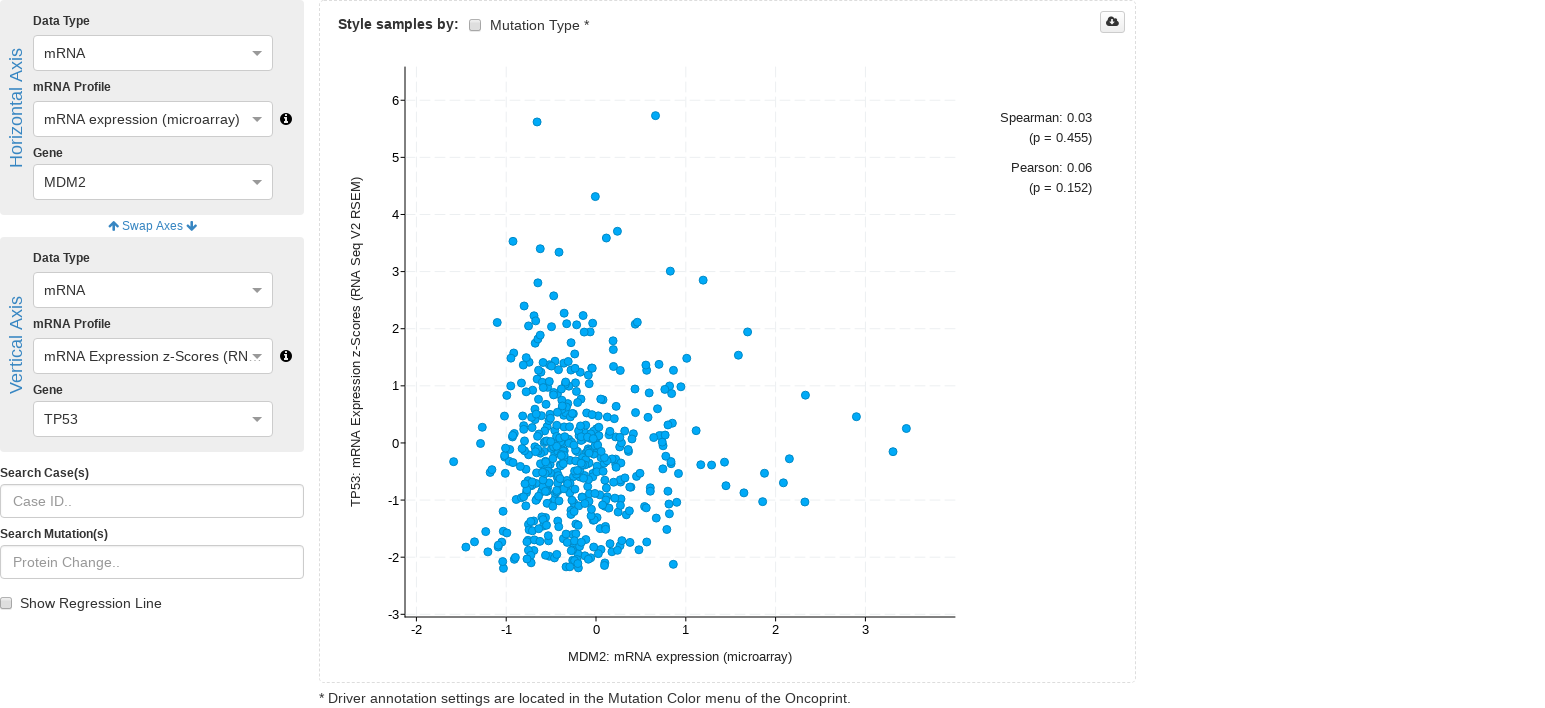 Data Type
mRNA
mRNA Profile
mRNA expression (microarray)
Gene
MDM2
Horizontal Axis
Swap Axes
Data Type
mRNA
mRNA Profile
mRNA Expression z-Scores (RN...
Gene
TP53
Vertical Axis
Search Case(s)
Case ID..
Search Mutation(s)
Protein Change..
Show Regression Line
Style samples by: Mutation Type *
6
5
4
3
2
1
0
-1
-2
-3
TP53: mRNA Expression z-Scores (RNA Seq V2 RSEM)
-2 -1 0 1 2 3
MDM2: mRNA expression (microarray)
Spearman: 0.03
(p = 0.455)
Pearson: 0.06
(p = 0.152)
* Driver annotation settings are located in the Mutation Color menu of the Oncoprint.